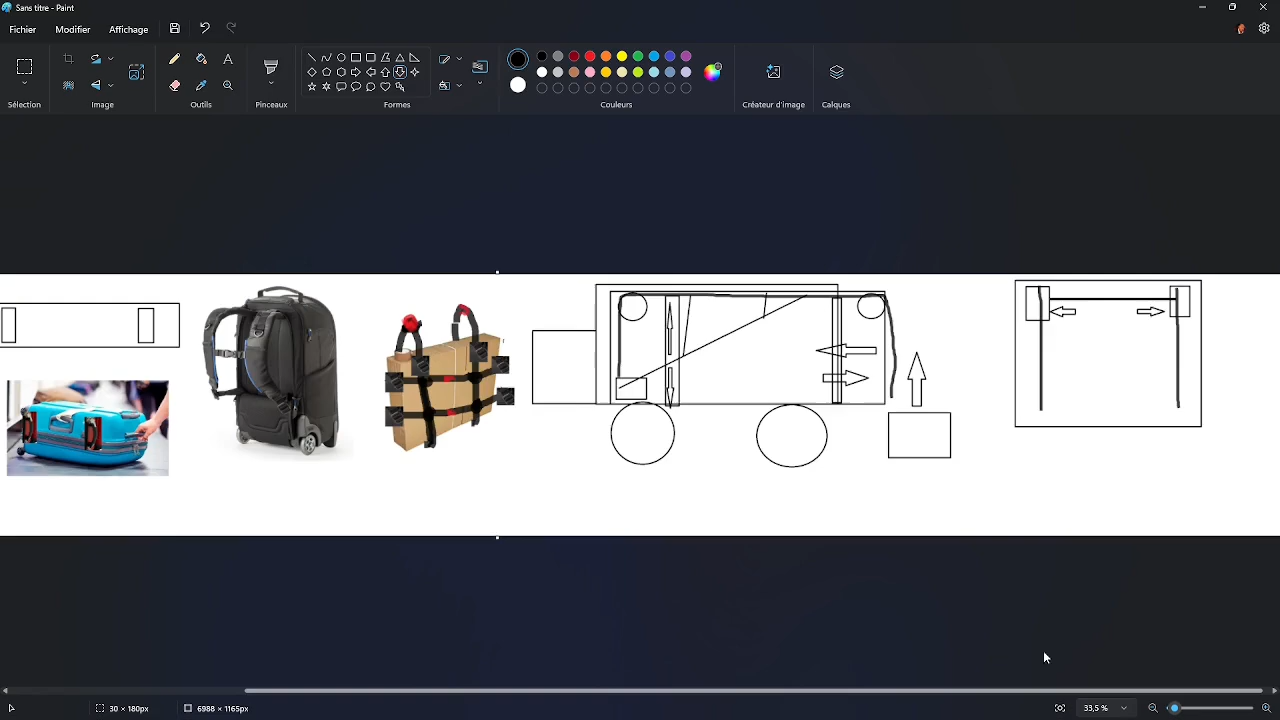 Sans titre - Paint
Fichier Modifier Affichage
Sélection Image Outils Pinceaux Formes Couleurs Créateur d'image Calques
30 × 180px 6988 × 1165px 33,5 %